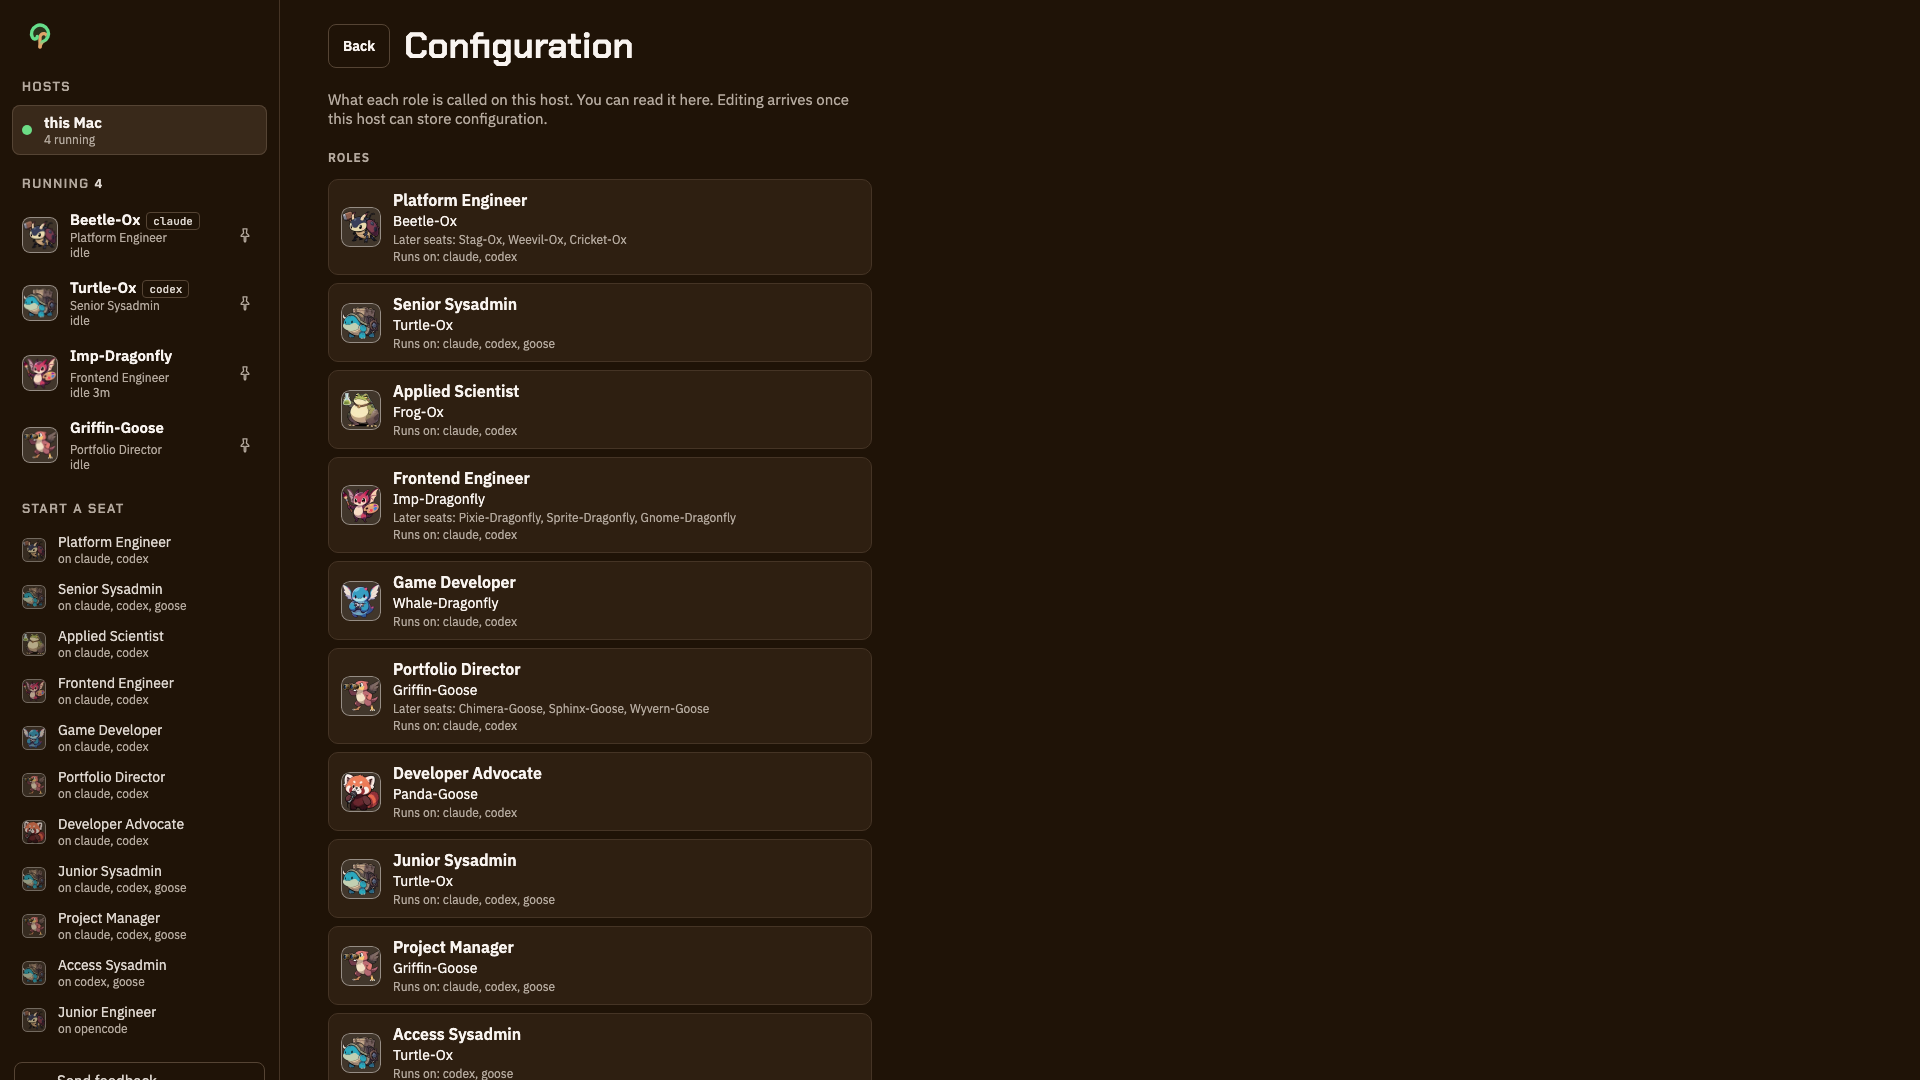 HOSTS
this Mac
4 running
RUNNING 4
Beetle-Ox claude
Platform Engineer
idle
Turtle-Ox codex
Senior Sysadmin
idle
Imp-Dragonfly
Frontend Engineer
idle 3m
Griffin-Goose
Portfolio Director
idle
START A SEAT
Platform Engineer
on claude, codex
Senior Sysadmin
on claude, codex, goose
Applied Scientist
on claude, codex
Frontend Engineer
on claude, codex
Game Developer
on claude, codex
Portfolio Director
on claude, codex
Developer Advocate
on claude, codex
Junior Sysadmin
on claude, codex, goose
Project Manager
on claude, codex, goose
Access Sysadmin
on codex, goose
Junior Engineer
on opencode
Send feedback
Back
Configuration
What each role is called on this host. You can read it here. Editing arrives once
this host can store configuration.
ROLES
Platform Engineer
Beetle-Ox
Later seats: Stag-Ox, Weevil-Ox, Cricket-Ox
Runs on: claude, codex
Senior Sysadmin
Turtle-Ox
Runs on: claude, codex, goose
Applied Scientist
Frog-Ox
Runs on: claude, codex
Frontend Engineer
Imp-Dragonfly
Later seats: Pixie-Dragonfly, Sprite-Dragonfly, Gnome-Dragonfly
Runs on: claude, codex
Game Developer
Whale-Dragonfly
Runs on: claude, codex
Portfolio Director
Griffin-Goose
Later seats: Chimera-Goose, Sphinx-Goose, Wyvern-Goose
Runs on: claude, codex
Developer Advocate
Panda-Goose
Runs on: claude, codex
Junior Sysadmin
Turtle-Ox
Runs on: claude, codex, goose
Project Manager
Griffin-Goose
Runs on: claude, codex, goose
Access Sysadmin
Turtle-Ox
Runs on: codex, goose